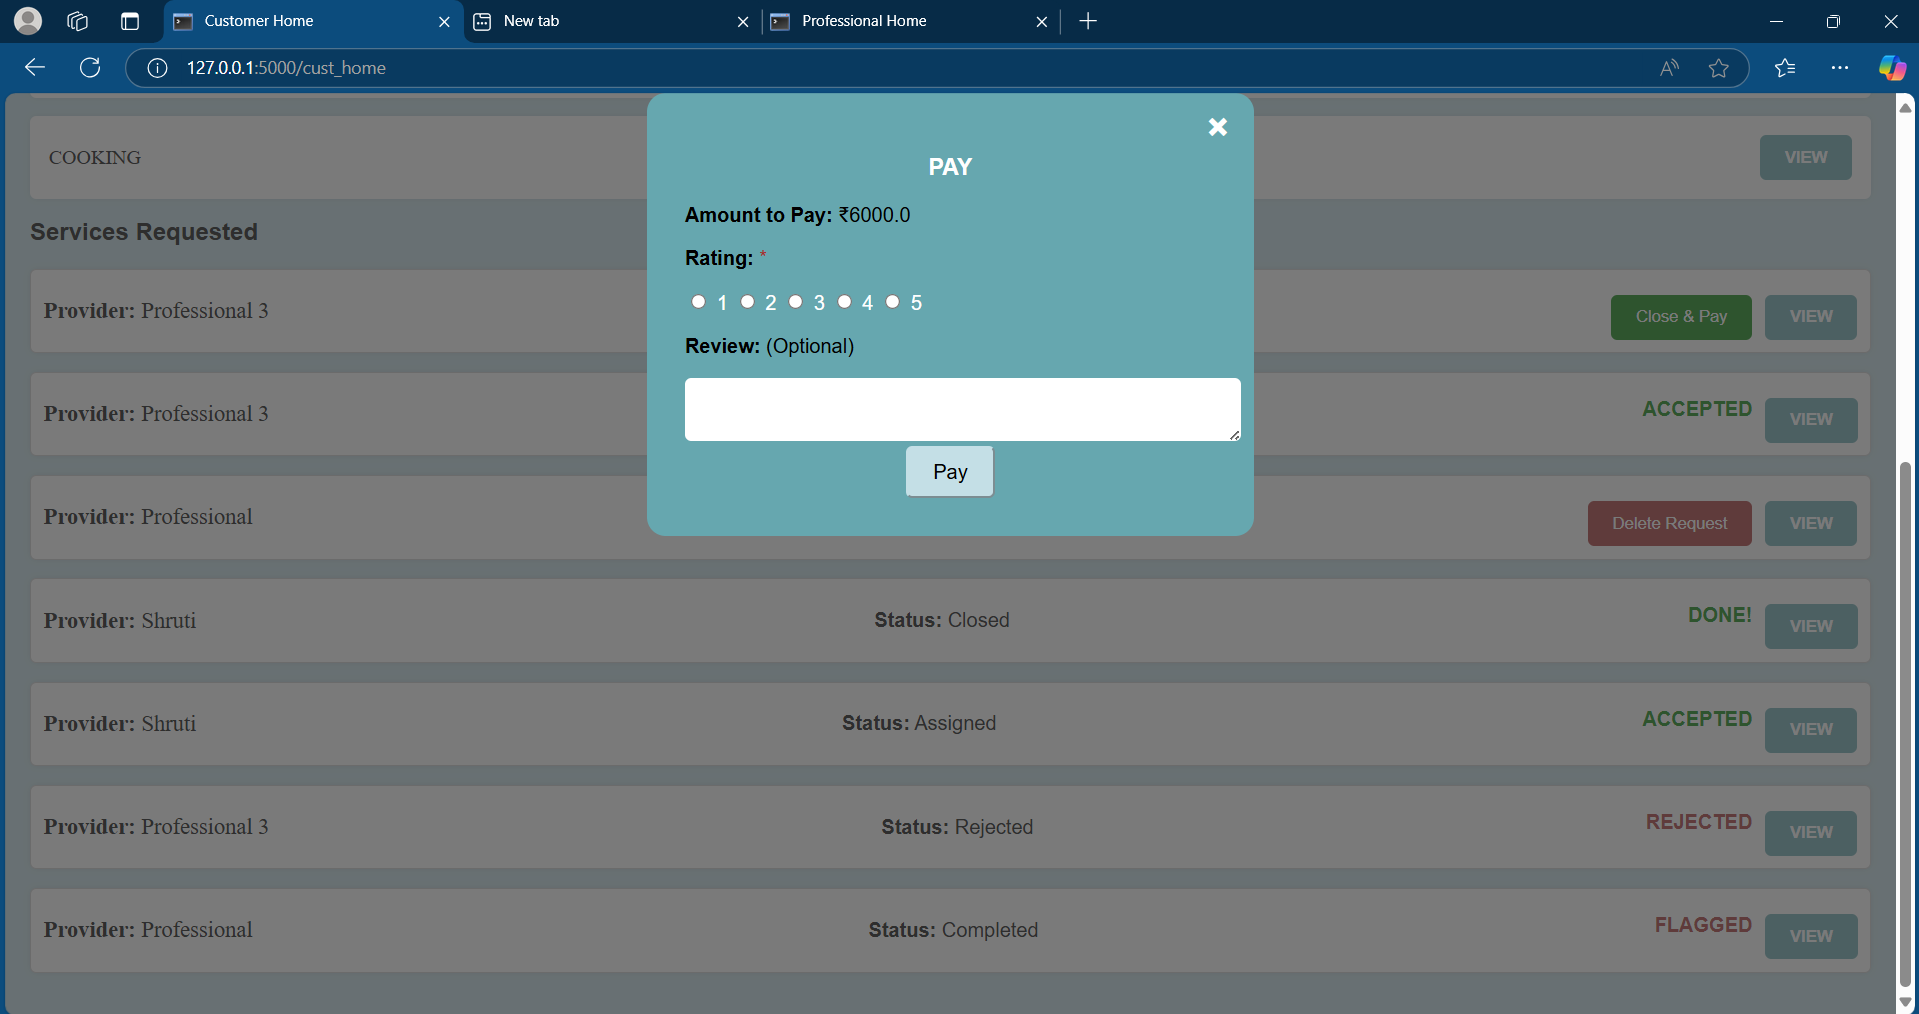 Customer Home
New tab
Professional Home
127.0.0.1:5000/cust_home
COOKING
VIEW
Services Requested
Provider: Professional 3
Close & Pay
VIEW
Provider: Professional 3
ACCEPTED
VIEW
Provider: Professional
Delete Request
VIEW
Provider: Shruti
Status: Closed
DONE!
VIEW
Provider: Shruti
Status: Assigned
ACCEPTED
VIEW
Provider: Professional 3
Status: Rejected
REJECTED
VIEW
Provider: Professional
Status: Completed
FLAGGED
VIEW
PAY
Amount to Pay: ₹6000.0
Rating: *
1 2 3 4 5
Review: (Optional)
Pay